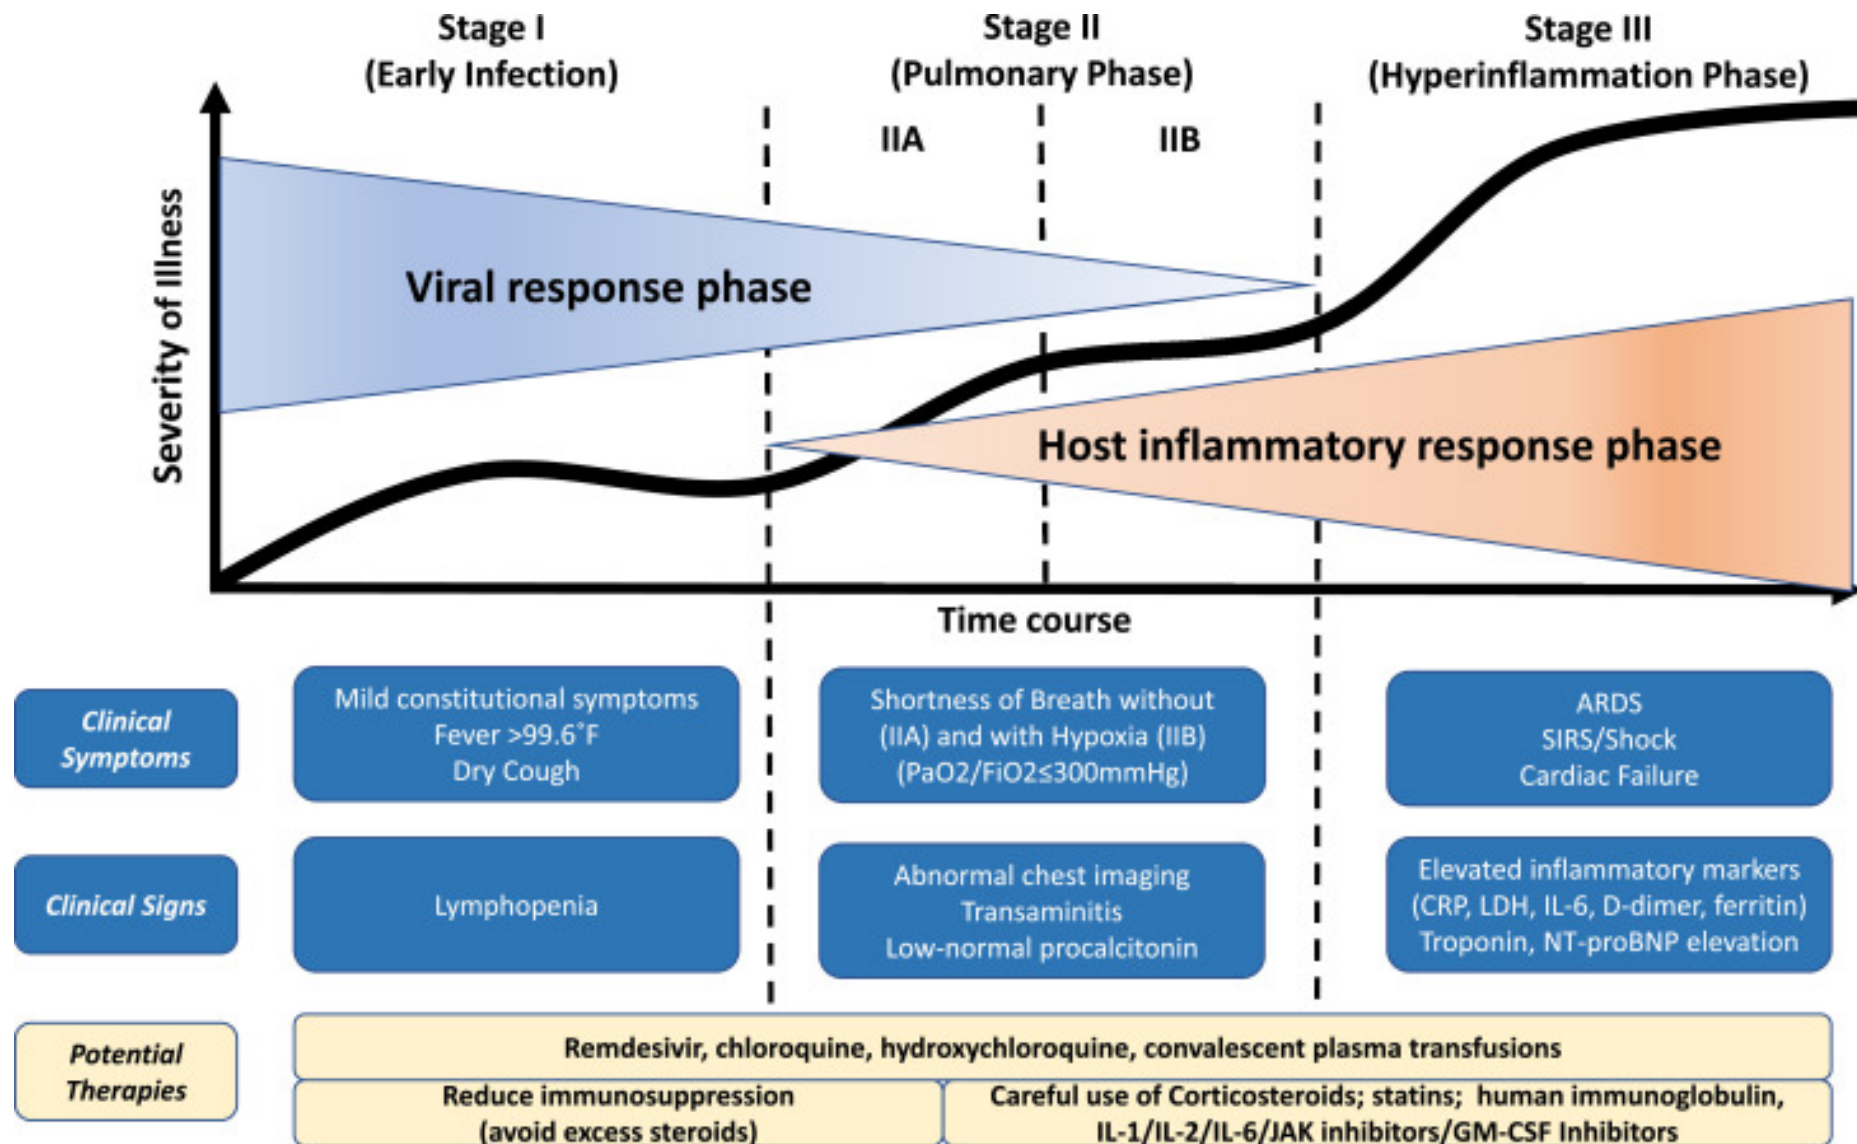 Stage I
(Early Infection)
Stage II
(Pulmonary Phase)
Stage III
(Hyperinflammation Phase)
IIA
IIB
Severity of Illness
Viral response phase
Host inflammatory response phase
Time course
Clinical
Symptoms
Mild constitutional symptoms
Fever >99.6°F
Dry Cough
Shortness of Breath without
(IIA) and with Hypoxia (IIB)
(PaO2/FiO2≤300mmHg)
ARDS
SIRS/Shock
Cardiac Failure
Clinical Signs
Lymphopenia
Abnormal chest imaging
Transaminitis
Low-normal procalcitonin
Elevated inflammatory markers
(CRP, LDH, IL-6, D-dimer, ferritin)
Troponin, NT-proBNP elevation
Potential
Therapies
Remdesivir, chloroquine, hydroxychloroquine, convalescent plasma transfusions
Reduce immunosuppression
(avoid excess steroids)
Careful use of Corticosteroids; statins; human immunoglobulin,
IL-1/IL-2/IL-6/JAK inhibitors/GM-CSF Inhibitors